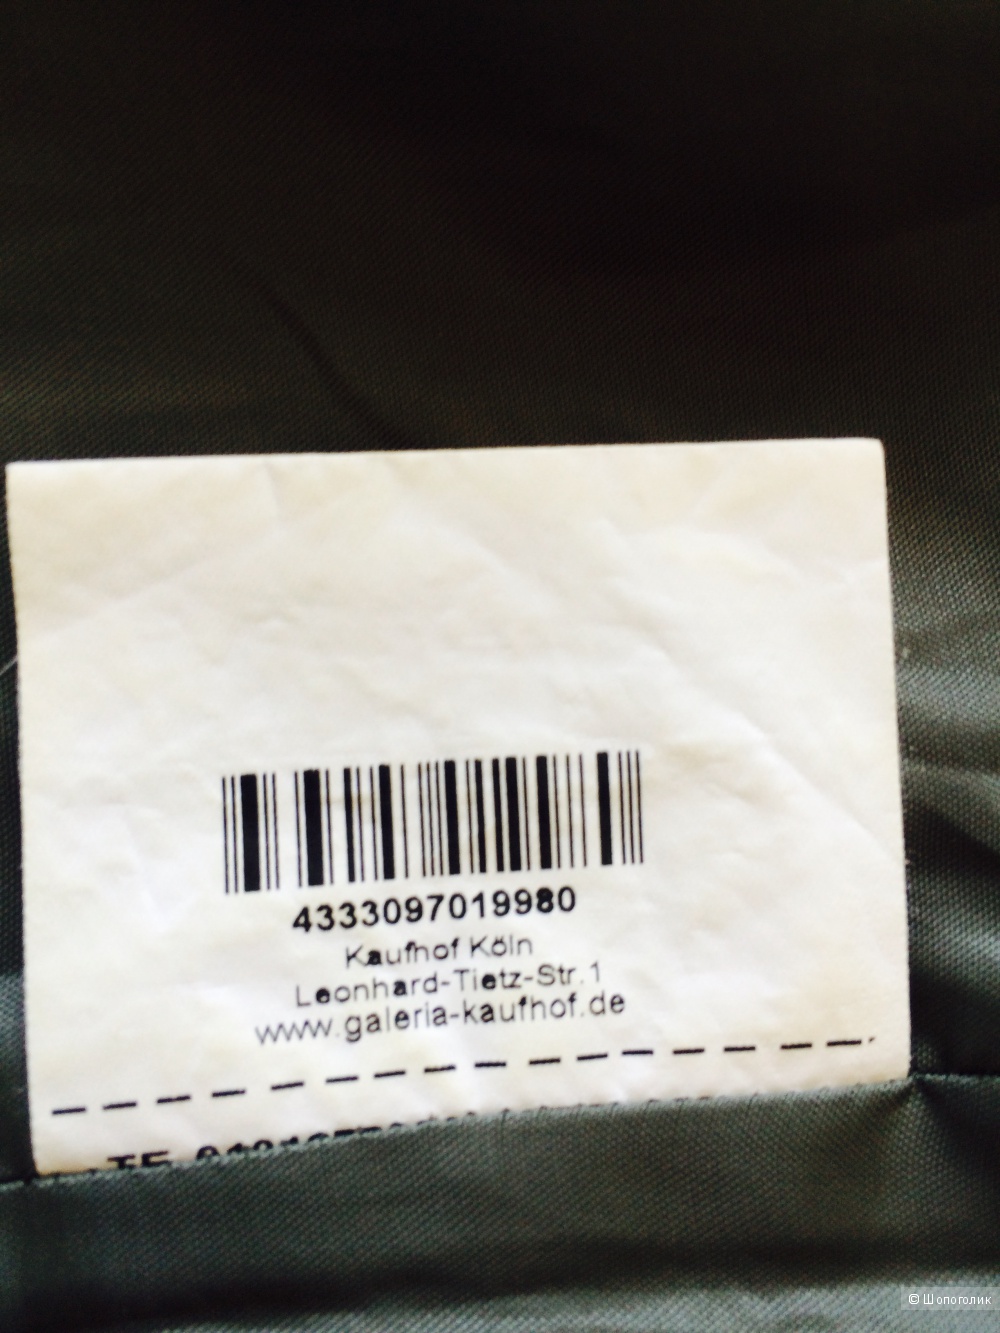 4333097019980
Kaufhof Köln
Leonhard-Tietz-Str.1
www.galeria-kaufhof.de
© Шопоголик